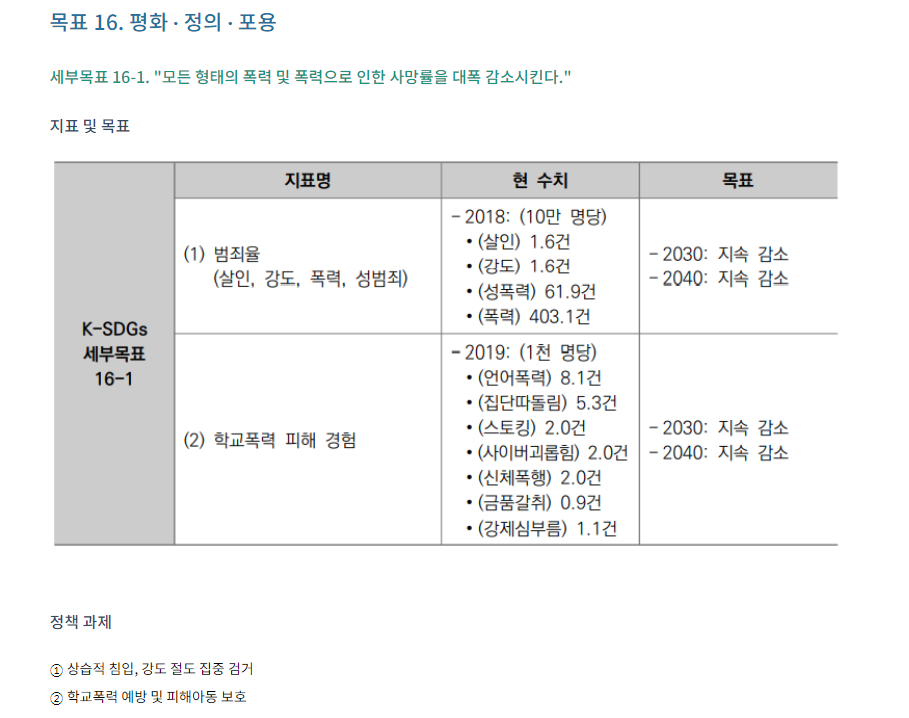 목표 16. 평화 · 정의 · 포용
세부목표 16-1. "모든 형태의 폭력 및 폭력으로 인한 사망률을 대폭 감소시킨다."
지표 및 목표
지표명
현 수치
목표
K-SDGs
세부목표
16-1
(1) 범죄율
(살인, 강도, 폭력, 성범죄)
- 2018: (10만 명당)
• (살인) 1.6건
• (강도) 1.6건
• (성폭력) 61.9건
• (폭력) 403.1건
- 2030: 지속 감소
- 2040: 지속 감소
(2) 학교폭력 피해 경험
- 2019: (1천 명당)
• (언어폭력) 8.1건
• (집단따돌림) 5.3건
• (스토킹) 2.0건
• (사이버괴롭힘) 2.0건
• (신체폭행) 2.0건
• (금품갈취) 0.9건
• (강제심부름) 1.1건
- 2030: 지속 감소
- 2040: 지속 감소
정책 과제
① 상습적 침입, 강도 절도 집중 검거
② 학교폭력 예방 및 피해아동 보호